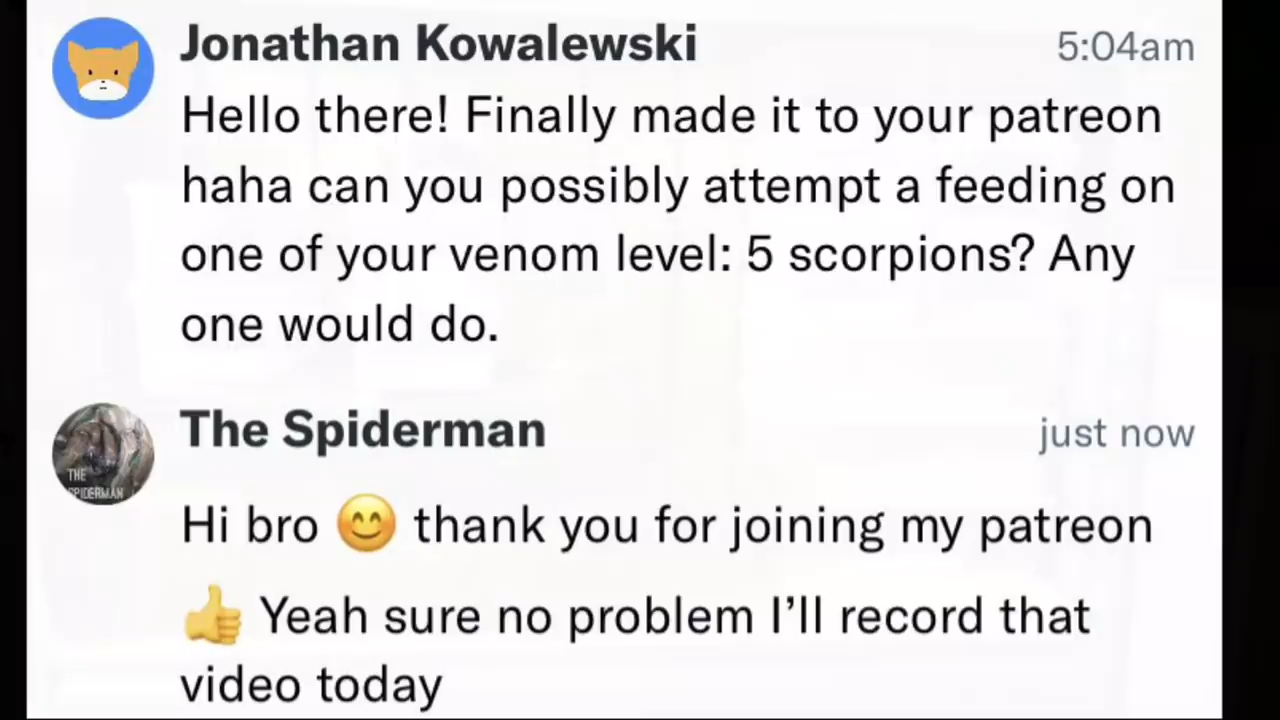 Jonathan Kowalewski 5:04am
Hello there! Finally made it to your patreon
haha can you possibly attempt a feeding on
one of your venom level: 5 scorpions? Any
one would do.
The Spiderman just now
THE
SPIDERMAN
Hi bro 😊 thank you for joining my patreon
👍 Yeah sure no problem I’ll record that
video today